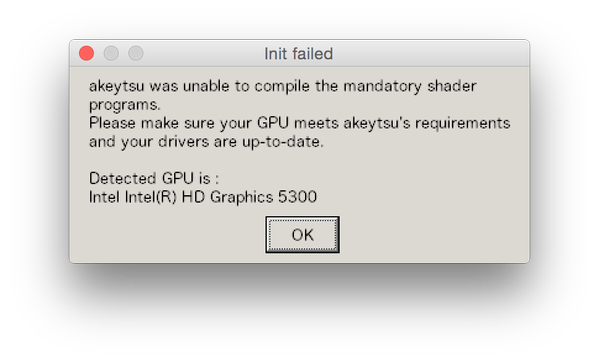 Init failed
akeytsu was unable to compile the mandatory shader
programs.
Please make sure your GPU meets akeytsu's requirements
and your drivers are up-to-date.
Detected GPU is :
Intel Intel(R) HD Graphics 5300
OK